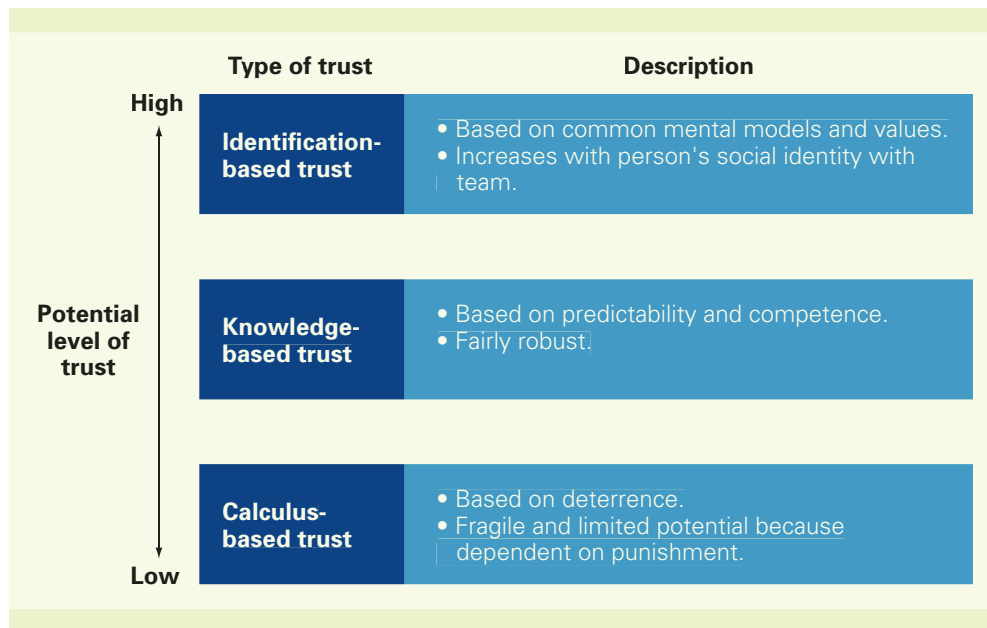 Type of trust
Description
High
Identification-
based trust
• Based on common mental models and values.
• Increases with person's social identity with
team.
Potential
level of
trust
Knowledge-
based trust
• Based on predictability and competence.
• Fairly robust.
Calculus-
based trust
• Based on deterrence.
• Fragile and limited potential because
dependent on punishment.
Low